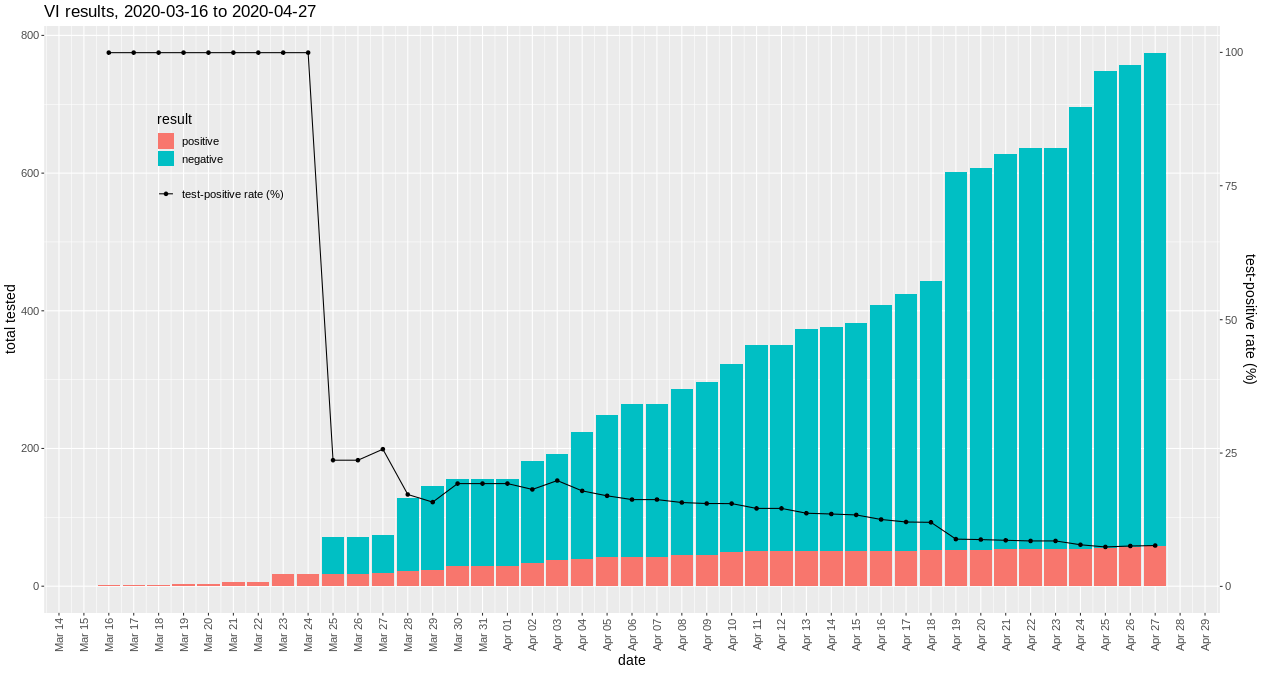 VI results, 2020-03-16 to 2020-04-27
800
600
400
200
0
total tested
result
positive
negative
test-positive rate (%)
100
75
50
25
0
test-positive rate (%)
Mar 14
Mar 15
Mar 16
Mar 17
Mar 18
Mar 19
Mar 20
Mar 21
Mar 22
Mar 23
Mar 24
Mar 25
Mar 26
Mar 27
Mar 28
Mar 29
Mar 30
Mar 31
Apr 01
Apr 02
Apr 03
Apr 04
Apr 05
Apr 06
Apr 07
Apr 08
Apr 09
Apr 10
Apr 11
Apr 12
Apr 13
Apr 14
Apr 15
Apr 16
Apr 17
Apr 18
Apr 19
Apr 20
Apr 21
Apr 22
Apr 23
Apr 24
Apr 25
Apr 26
Apr 27
Apr 28
Apr 29
date